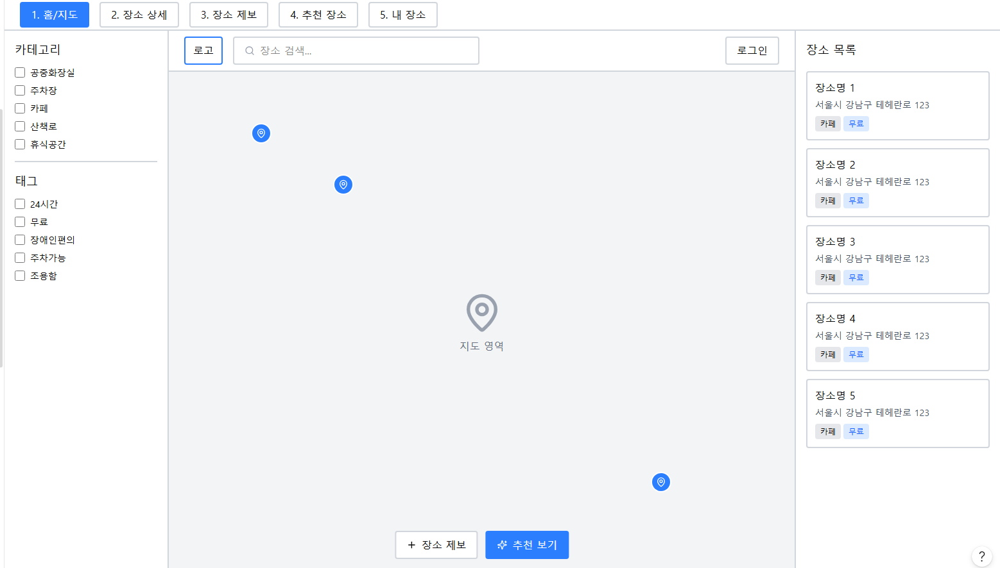 1. 홈/지도
2. 장소 상세
3. 장소 제보
4. 추천 장소
5. 내 장소
카테고리
공중화장실
주차장
카페
산책로
휴식공간
태그
24시간
무료
장애인편의
주차가능
조용함
로고
장소 검색...
로그인
지도 영역
+ 장소 제보
추천 보기
장소 목록
장소명 1
서울시 강남구 테헤란로 123
카페 무료
장소명 2
서울시 강남구 테헤란로 123
카페 무료
장소명 3
서울시 강남구 테헤란로 123
카페 무료
장소명 4
서울시 강남구 테헤란로 123
카페 무료
장소명 5
서울시 강남구 테헤란로 123
카페 무료
?